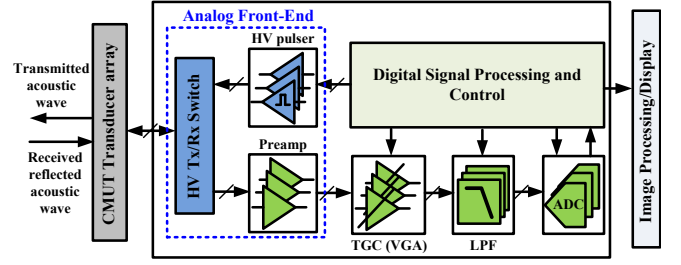 Analog Front-End
HV pulser
Transmitted
acoustic
wave
Received
reflected
acoustic
wave
CMUT Transducer array
HV Tx/Rx Switch
Preamp
Digital Signal Processing and
Control
TGC (VGA)
LPF
ADC
Image Processing/Display